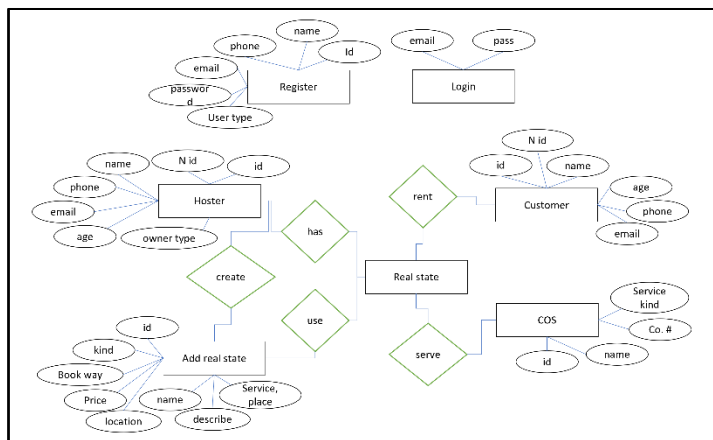 name
phone
Id
email
passwor
d
User type
Register
email
pass
Login
name
N id
id
phone
email
age
owner type
Hoster
N id
id
name
age
phone
email
Customer
rent
has
create
use
serve
Real state
Service
kind
Co. #
name
id
COS
id
kind
Book way
Price
location
name
describe
Service,
place
Add real state